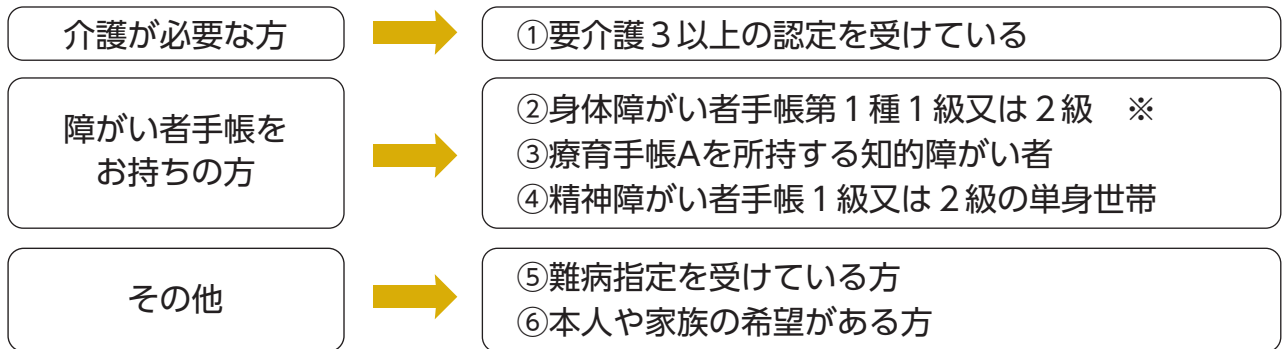 介護が必要な方
①要介護３以上の認定を受けている
障がい者手帳を
お持ちの方
②身体障がい者手帳第１種１級又は２級　※
③療育手帳Aを所持する知的障がい者
④精神障がい者手帳１級又は２級の単身世帯
その他
⑤難病指定を受けている方
⑥本人や家族の希望がある方